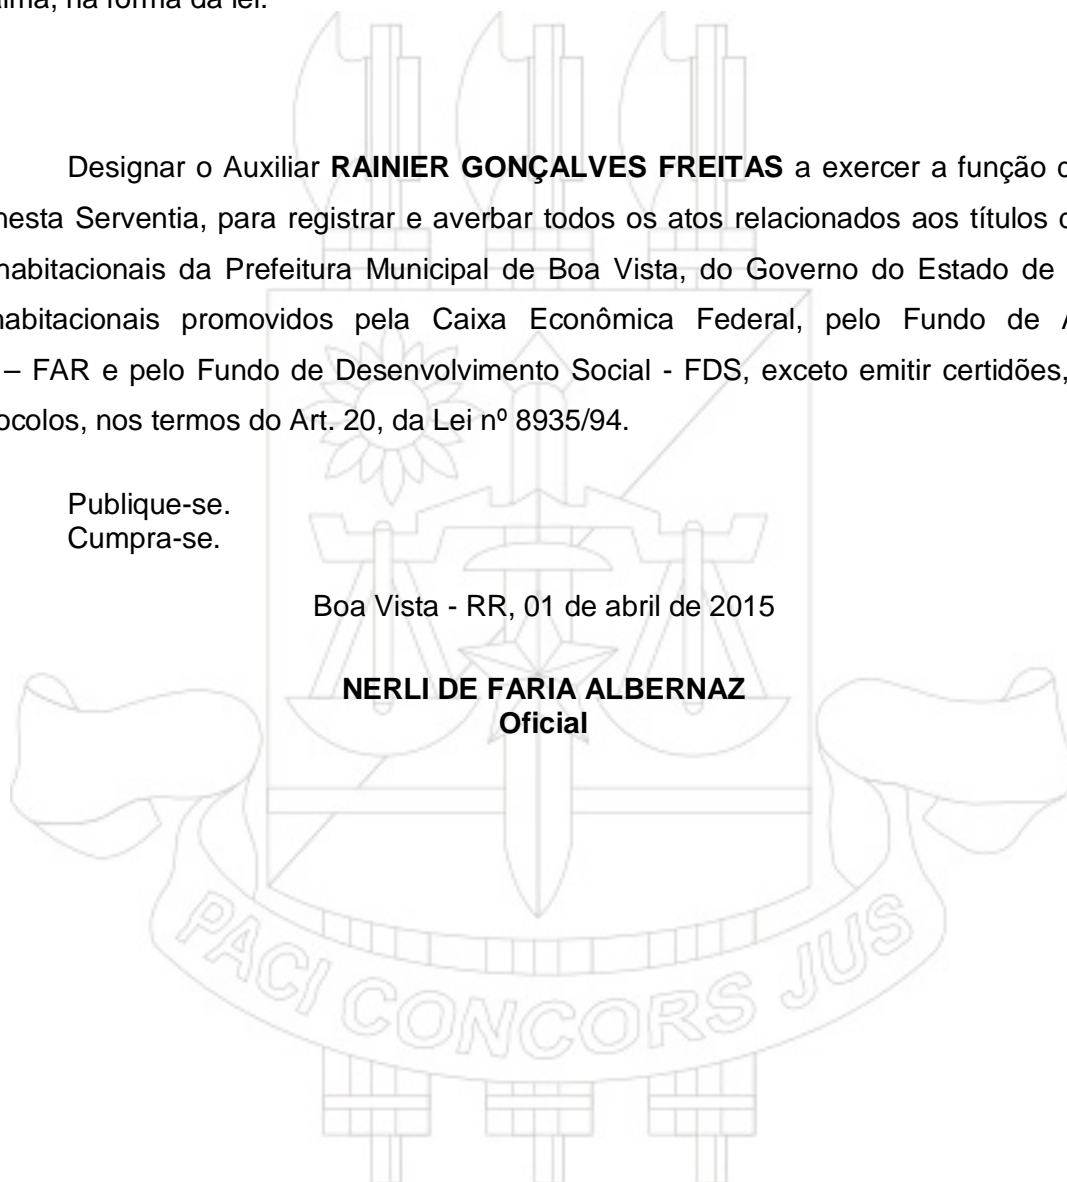 na forma da lei.
Designar o Auxiliar RAINIER GONÇALVES FREITAS a exercer a função
nesta Serventia, para registrar e averbar todos os atos relacionados aos títulos
habitacionais da Prefeitura Municipal de Boa Vista, do Governo do Estado de
habitacionais promovidos pela Caixa Econômica Federal, pelo Fundo de A
– FAR e pelo Fundo de Desenvolvimento Social - FDS, exceto emitir certidões,
ocolos, nos termos do Art. 20, da Lei nº 8935/94.
Publique-se.
Cumpra-se.
Boa Vista - RR, 01 de abril de 2015
NERLI DE FARIA ALBERNAZ
Oficial
PACI CONCORS JUS